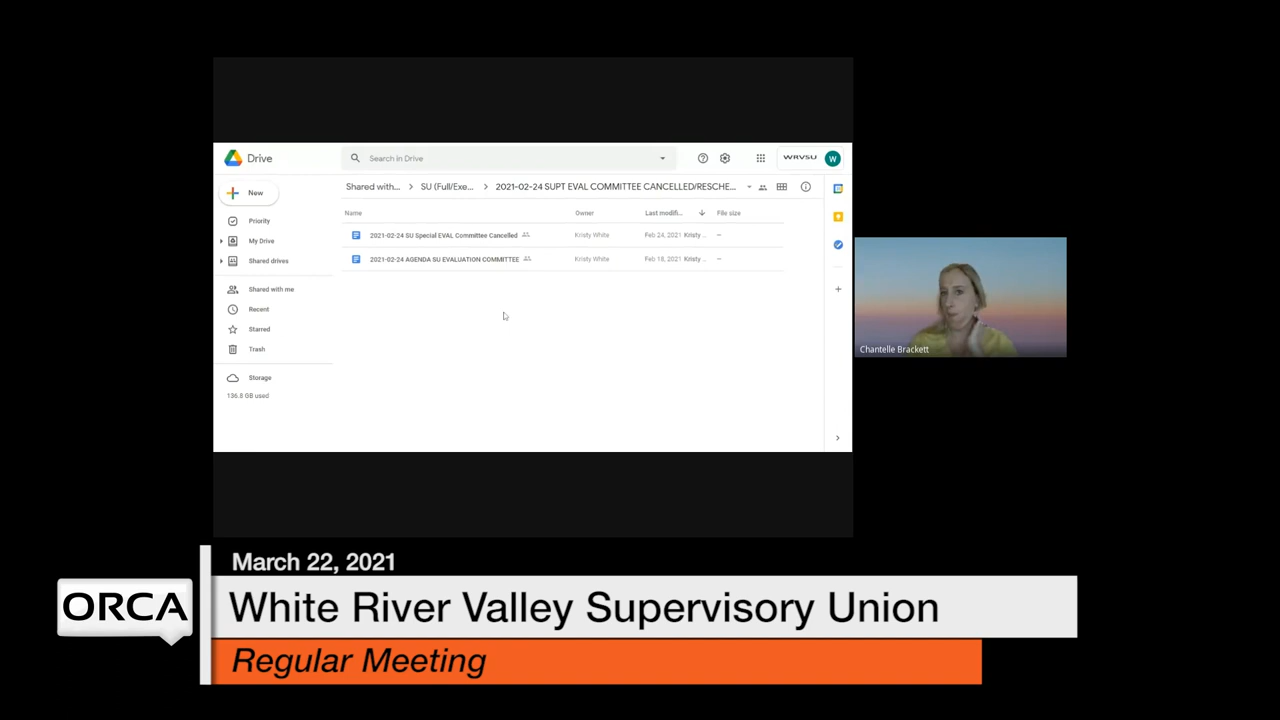 Drive
Search in Drive
WRVSU
W
New
Shared with... > SU (Full/Exe... > 2021-02-24 SUPT EVAL COMMITTEE CANCELLED/RESCHE...
Priority
My Drive
Shared drives
Shared with me
Recent
Starred
Trash
Storage
136.8 GB used
Name Owner Last modifi... File size
2021-02-24 SU Special EVAL Committee Cancelled Kristy White Feb 24, 2021 Kristy ... –
2021-02-24 AGENDA SU EVALUATION COMMITTEE Kristy White Feb 18, 2021 Kristy ... –
Chantelle Brackett
March 22, 2021
ORCA
White River Valley Supervisory Union
Regular Meeting